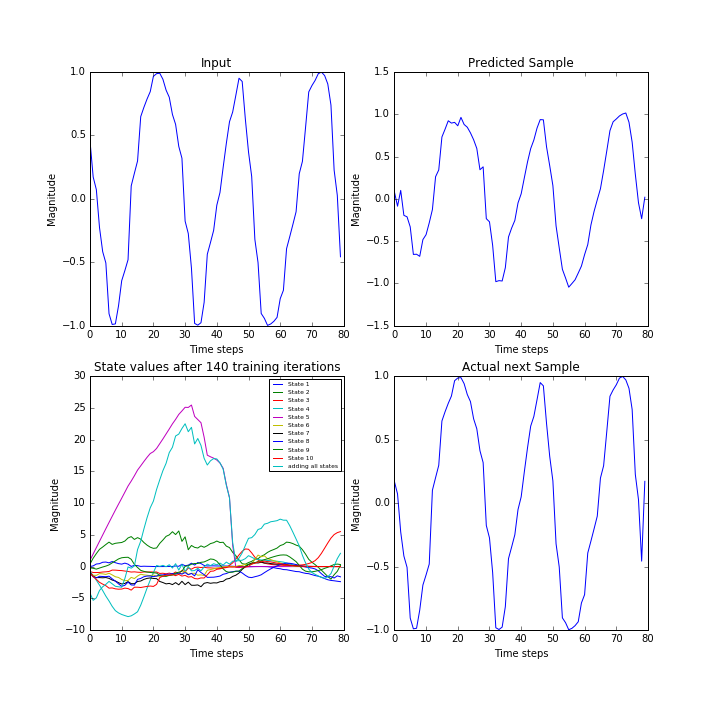 Input
Magnitude
1.0
0.5
0.0
−0.5
−1.0
0 10 20 30 40 50 60 70 80
Time steps
Predicted Sample
Magnitude
1.5
1.0
0.5
0.0
−0.5
−1.0
−1.5
0 10 20 30 40 50 60 70 80
Time steps
State values after 140 training iterations
Magnitude
30
25
20
15
10
5
0
−5
−10
0 10 20 30 40 50 60 70 80
Time steps
State 1
State 2
State 3
State 4
State 5
State 6
State 7
State 8
State 9
State 10
adding all states
Actual next Sample
Magnitude
1.0
0.5
0.0
−0.5
−1.0
0 10 20 30 40 50 60 70 80
Time steps